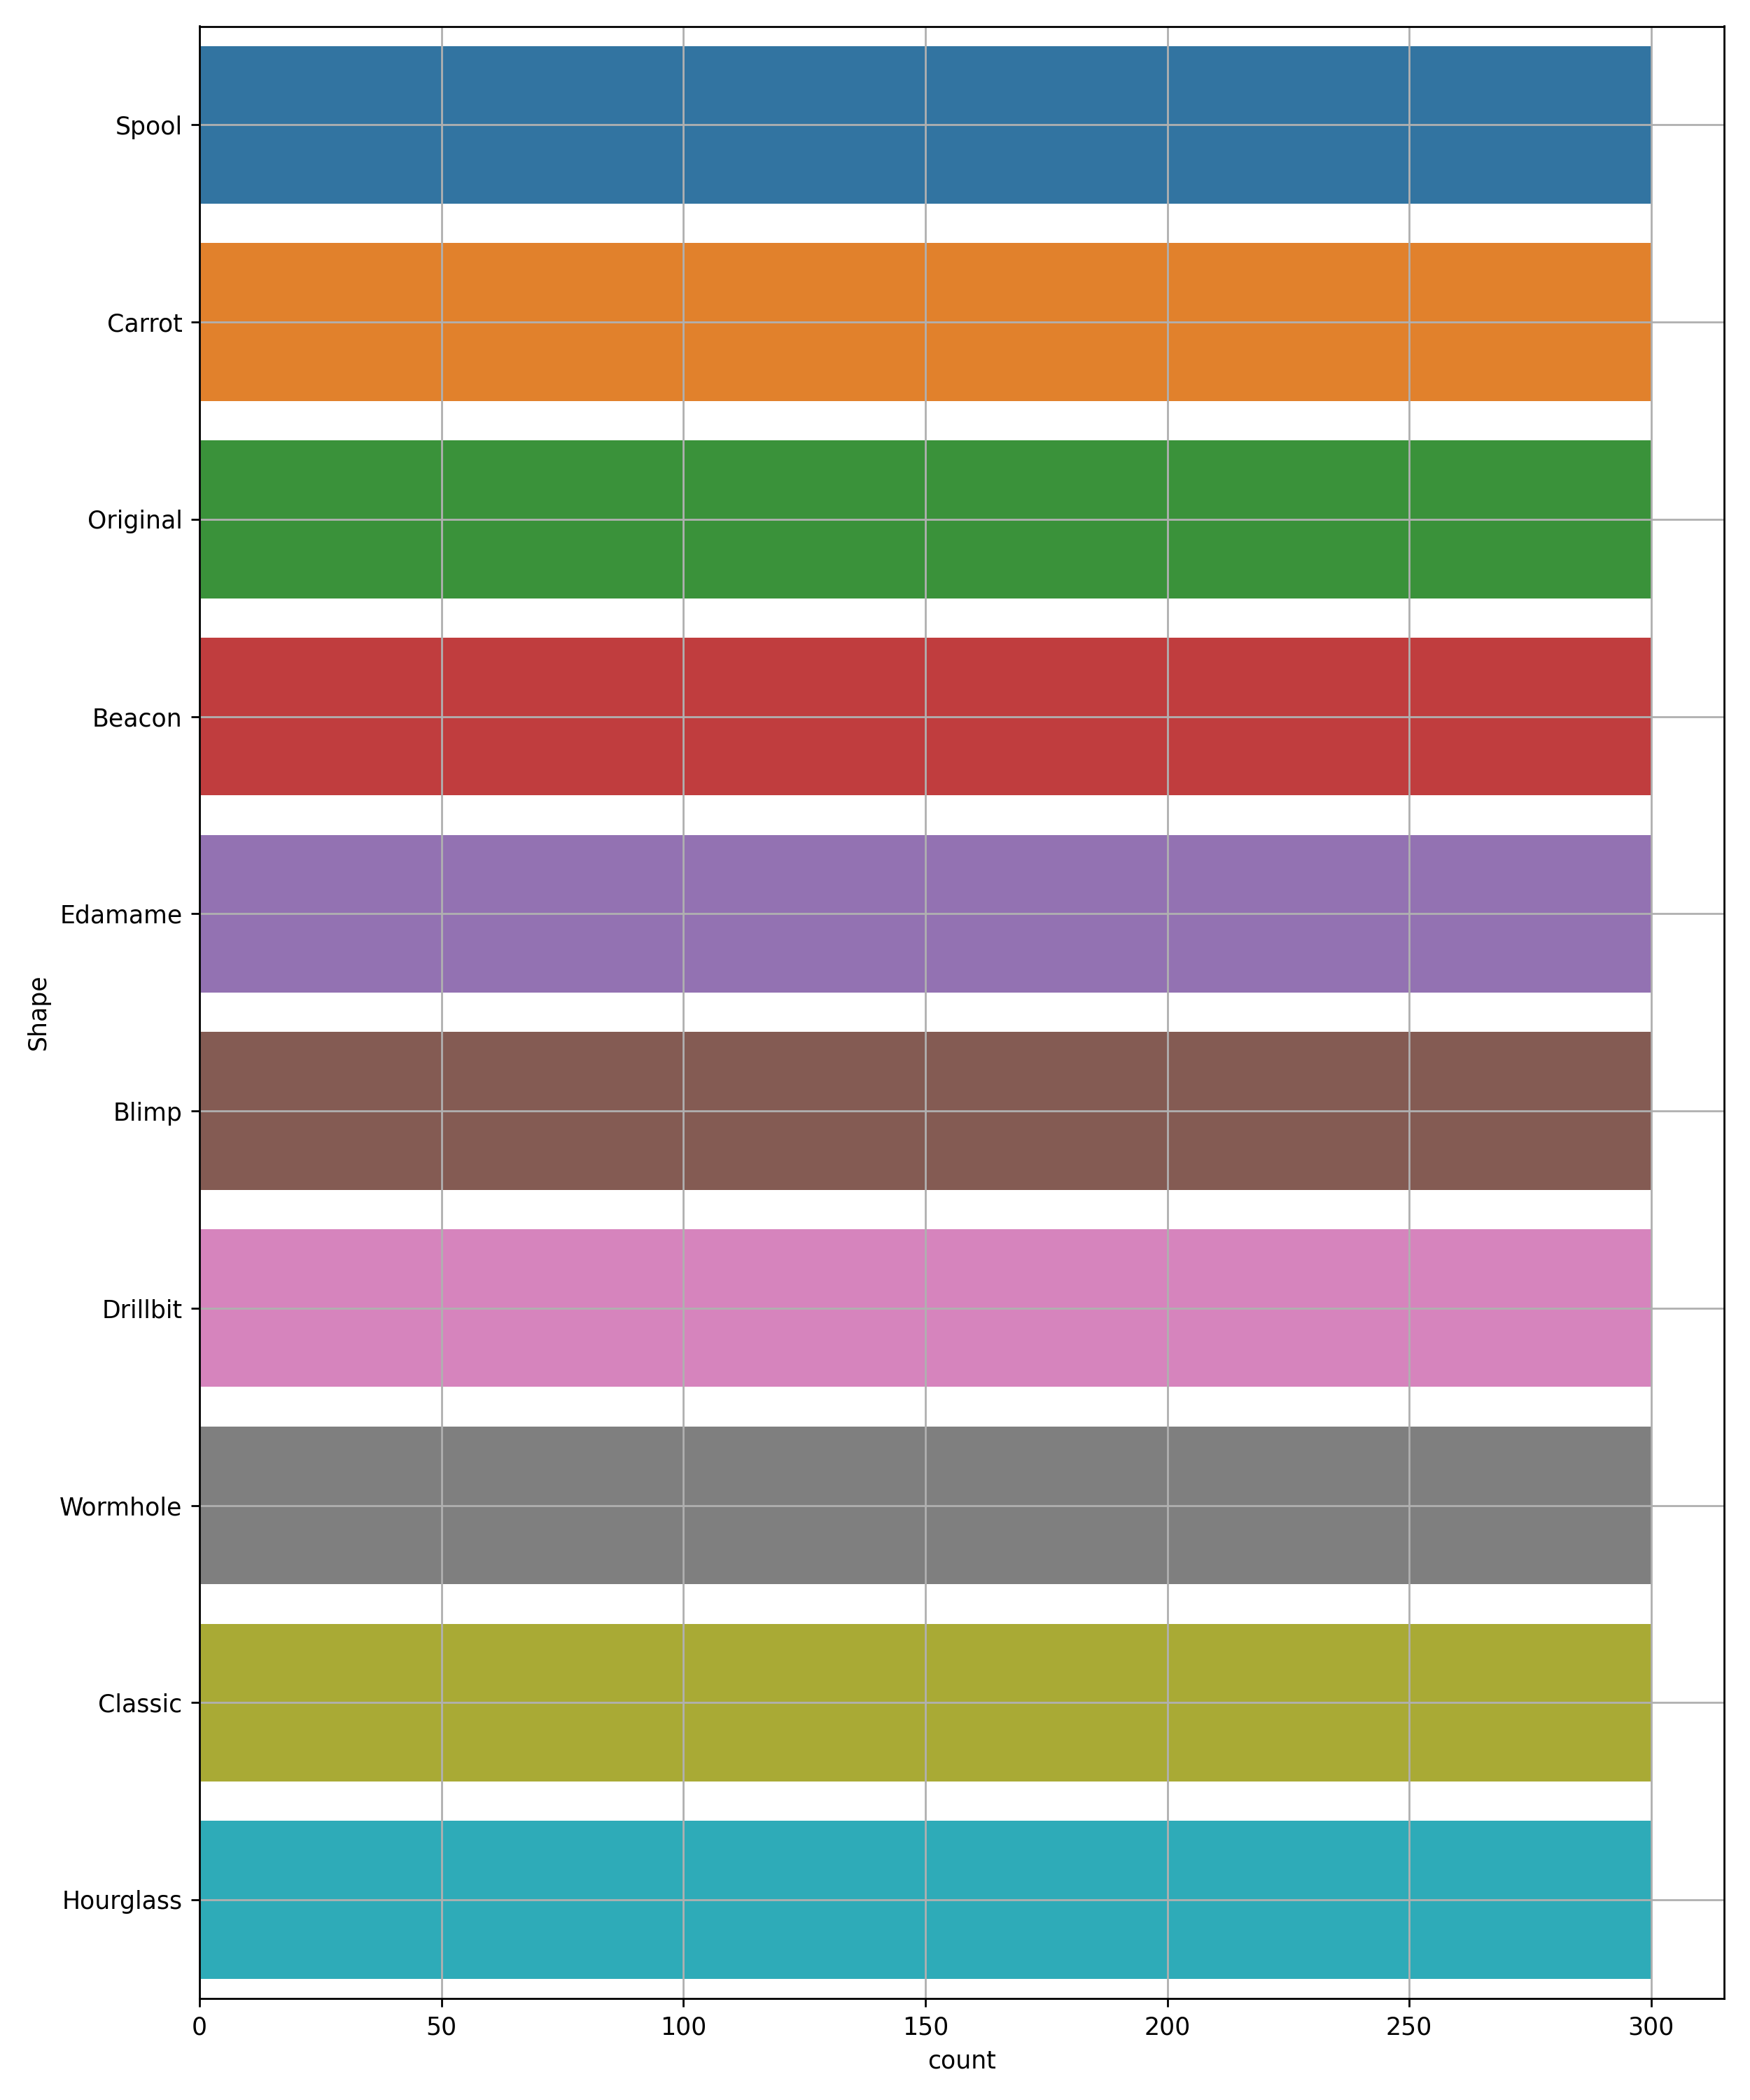 Spool
Carrot
Original
Beacon
Edamame
Blimp
Drillbit
Wormhole
Classic
Hourglass
Shape
0 50 100 150 200 250 300
count